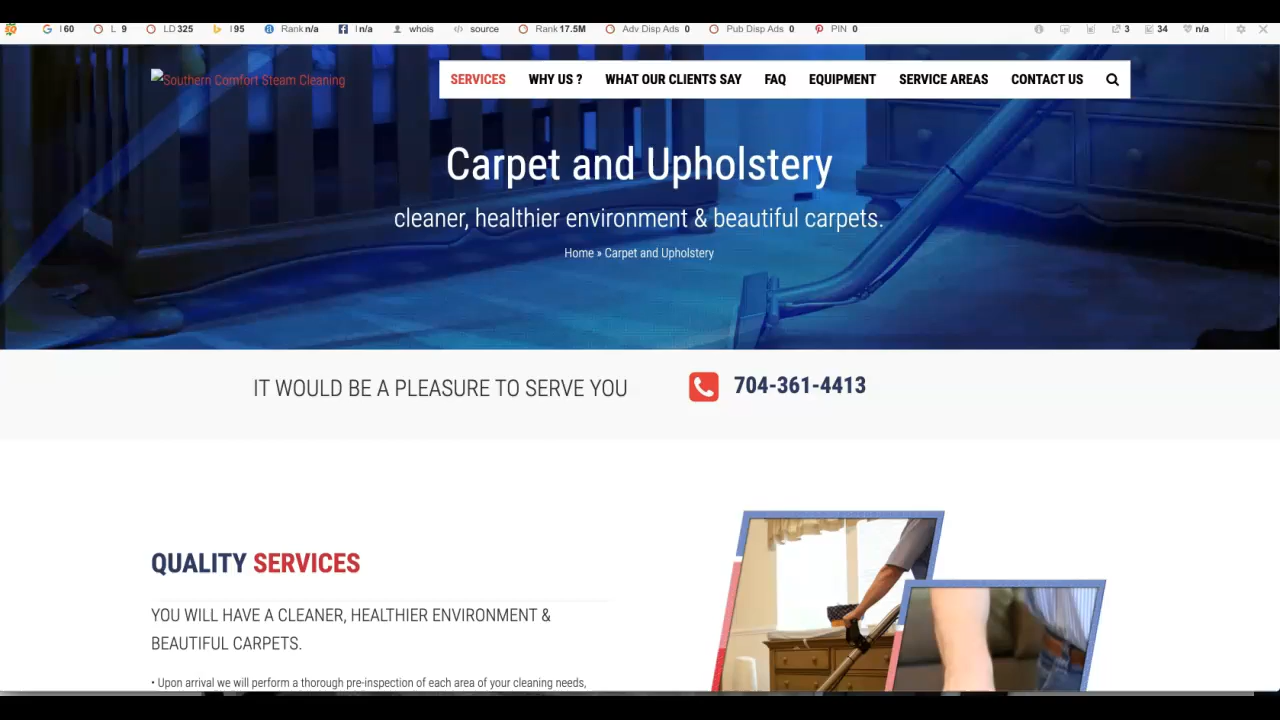 I 60 L 9 LD 325 I 95 Rank n/a I n/a whois source Rank 17.5M Adv Disp Ads 0 Pub Disp Ads 0 PIN 0 3 34 n/a
Southern Comfort Steam Cleaning
SERVICES WHY US ? WHAT OUR CLIENTS SAY FAQ EQUIPMENT SERVICE AREAS CONTACT US
Carpet and Upholstery
cleaner, healthier environment & beautiful carpets.
Home » Carpet and Upholstery
IT WOULD BE A PLEASURE TO SERVE YOU 704-361-4413
QUALITY SERVICES
YOU WILL HAVE A CLEANER, HEALTHIER ENVIRONMENT &
BEAUTIFUL CARPETS.
• Upon arrival we will perform a thorough pre-inspection of each area of your cleaning needs,